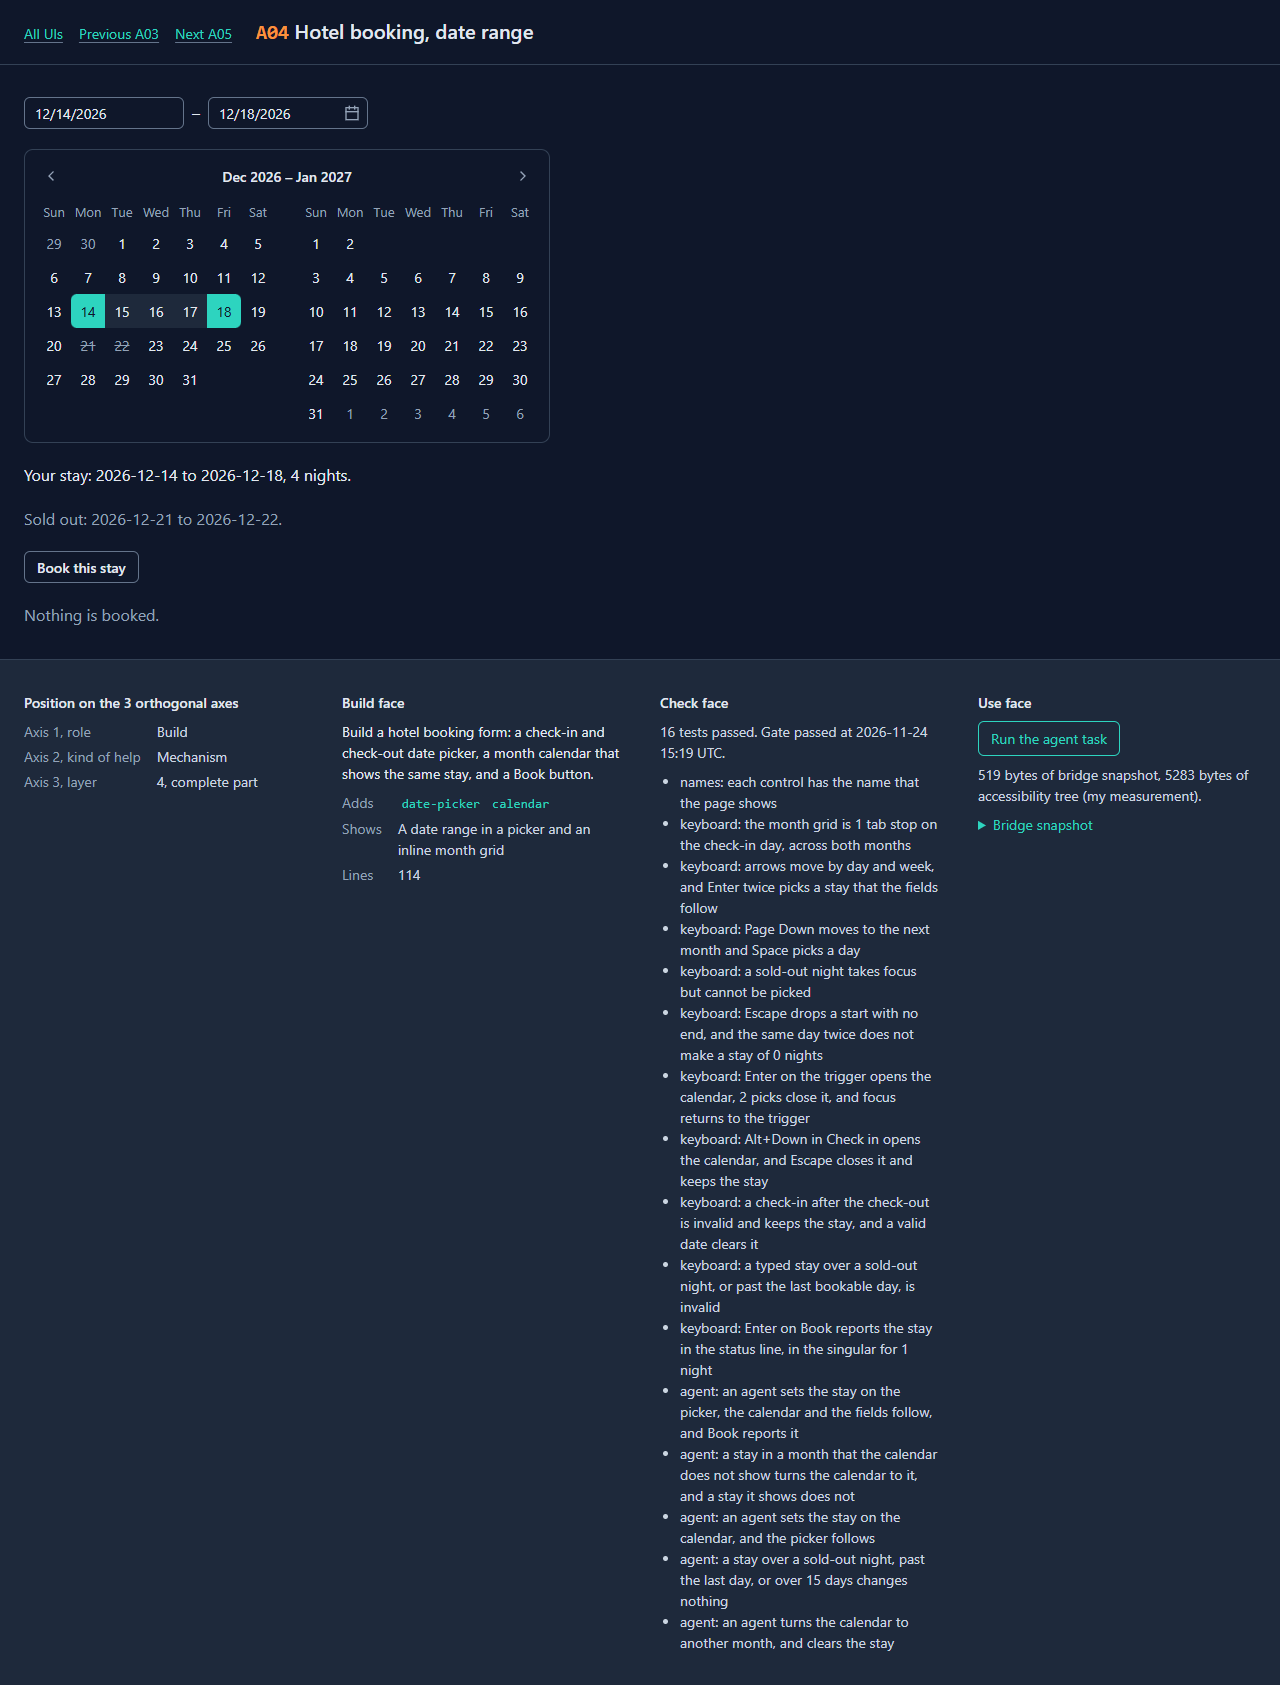 All UIs Previous A03 Next A05 A04 Hotel booking, date range
12/14/2026 – 12/18/2026
Dec 2026 – Jan 2027
Sun Mon Tue Wed Thu Fri Sat
29 30 1 2 3 4 5
6 7 8 9 10 11 12
13 14 15 16 17 18 19
20 21 22 23 24 25 26
27 28 29 30 31
Sun Mon Tue Wed Thu Fri Sat
1 2
3 4 5 6 7 8 9
10 11 12 13 14 15 16
17 18 19 20 21 22 23
24 25 26 27 28 29 30
31 1 2 3 4 5 6
Your stay: 2026-12-14 to 2026-12-18, 4 nights.
Sold out: 2026-12-21 to 2026-12-22.
Book this stay
Nothing is booked.
Position on the 3 orthogonal axes
Axis 1, role Build
Axis 2, kind of help Mechanism
Axis 3, layer 4, complete part
Build face
Build a hotel booking form: a check-in and
check-out date picker, a month calendar that
shows the same stay, and a Book button.
Adds date-picker calendar
Shows A date range in a picker and an
inline month grid
Lines 114
Check face
16 tests passed. Gate passed at 2026-11-24
15:19 UTC.
• names: each control has the name that
the page shows
• keyboard: the month grid is 1 tab stop on
the check-in day, across both months
• keyboard: arrows move by day and week,
and Enter twice picks a stay that the fields
follow
• keyboard: Page Down moves to the next
month and Space picks a day
• keyboard: a sold-out night takes focus
but cannot be picked
• keyboard: Escape drops a start with no
end, and the same day twice does not
make a stay of 0 nights
• keyboard: Enter on the trigger opens the
calendar, 2 picks close it, and focus
returns to the trigger
• keyboard: Alt+Down in Check in opens
the calendar, and Escape closes it and
keeps the stay
• keyboard: a check-in after the check-out
is invalid and keeps the stay, and a valid
date clears it
• keyboard: a typed stay over a sold-out
night, or past the last bookable day, is
invalid
• keyboard: Enter on Book reports the stay
in the status line, in the singular for 1
night
• agent: an agent sets the stay on the
picker, the calendar and the fields follow,
and Book reports it
• agent: a stay in a month that the calendar
does not show turns the calendar to it,
and a stay it shows does not
• agent: an agent sets the stay on the
calendar, and the picker follows
• agent: a stay over a sold-out night, past
the last day, or over 15 days changes
nothing
• agent: an agent turns the calendar to
another month, and clears the stay
Use face
Run the agent task
519 bytes of bridge snapshot, 5283 bytes of
accessibility tree (my measurement).
Bridge snapshot